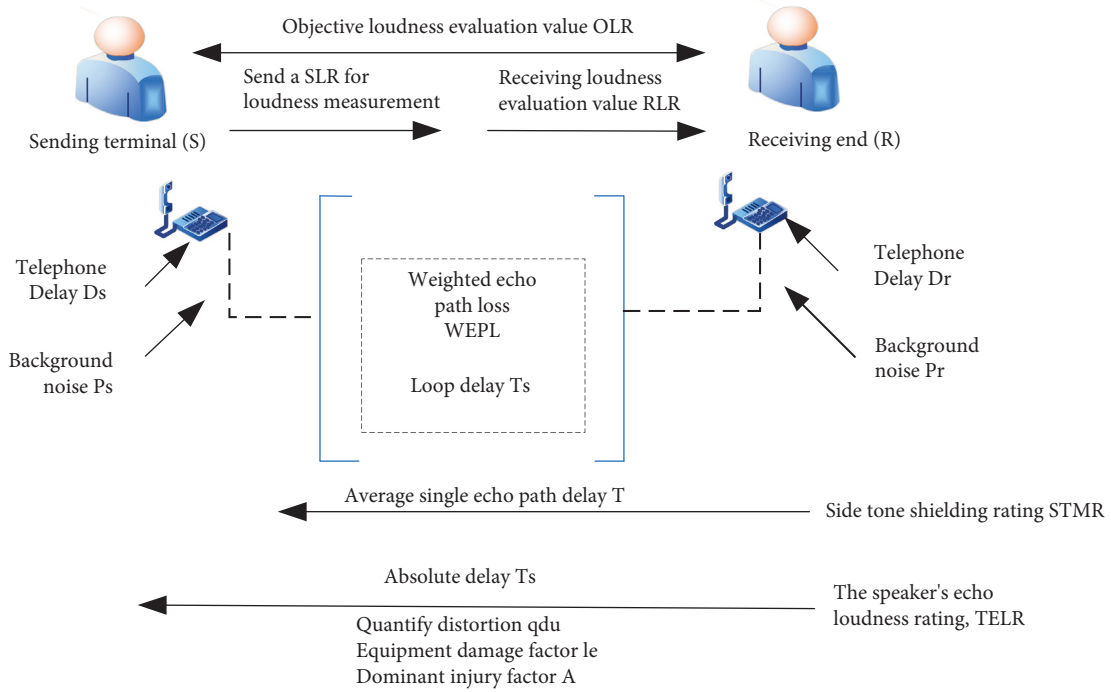 Objective loudness evaluation value OLR
Send a SLR for
loudness measurement
Receiving loudness
evaluation value RLR
Sending terminal (S)
Receiving end (R)
Telephone
Delay Ds
Background
noise Ps
Weighted echo
path loss
WEPL
Loop delay Ts
Telephone
Delay Dr
Background
noise Pr
Average single echo path delay T
Side tone shielding rating STMR
Absolute delay Ts
The speaker's echo
loudness rating, TELR
Quantify distortion qdu
Equipment damage factor le
Dominant injury factor A